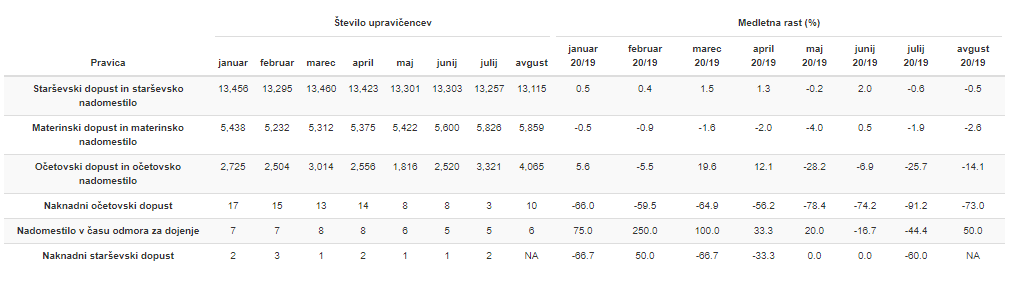 Število upravičencev Medletna rast (%)
Pravica januar februar marec april maj junij julij avgust januar 20/19 februar 20/19 marec 20/19 april 20/19 maj 20/19 junij 20/19 julij 20/19 avgust 20/19
Starševski dopust in starševsko nadomestilo 13,456 13,295 13,460 13,423 13,301 13,303 13,257 13,115 0.5 0.4 1.5 1.3 -0.2 2.0 -0.6 -0.5
Materinski dopust in materinsko nadomestilo 5,438 5,232 5,312 5,375 5,422 5,600 5,826 5,859 -0.5 -0.9 -1.6 -2.0 -4.0 0.5 -1.9 -2.6
Očetovski dopust in očetovsko nadomestilo 2,725 2,504 3,014 2,556 1,816 2,520 3,321 4,065 5.6 -5.5 19.6 12.1 -28.2 -6.9 -25.7 -14.1
Naknadni očetovski dopust 17 15 13 14 8 8 3 10 -66.0 -59.5 -64.9 -56.2 -78.4 -74.2 -91.2 -73.0
Nadomestilo v času odmora za dojenje 7 7 8 8 6 5 5 6 75.0 250.0 100.0 33.3 20.0 -16.7 -44.4 50.0
Naknadni starševski dopust 2 3 1 2 1 1 2 NA -66.7 50.0 -66.7 -33.3 0.0 0.0 -60.0 NA